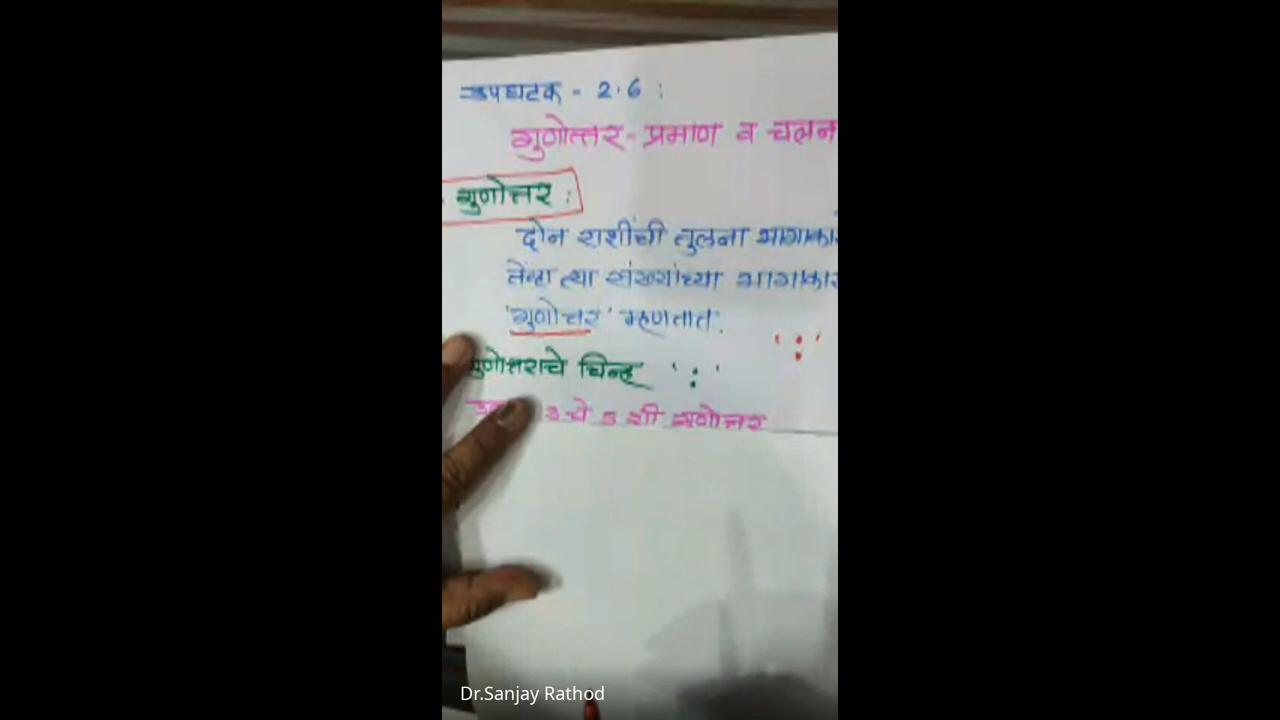 उपघटक - 2.6 :
गुणोत्तर - प्रमाण व चलन
गुणोत्तर :
दोन राशींची तुलना
तेव्हा त्या संख्यांच्या
'गुणोत्तर' म्हणतात.
' : '
गुणोत्तराचे चिन्ह ' : '
3 चे 5 शी गुणोत्तर
Dr.Sanjay Rathod